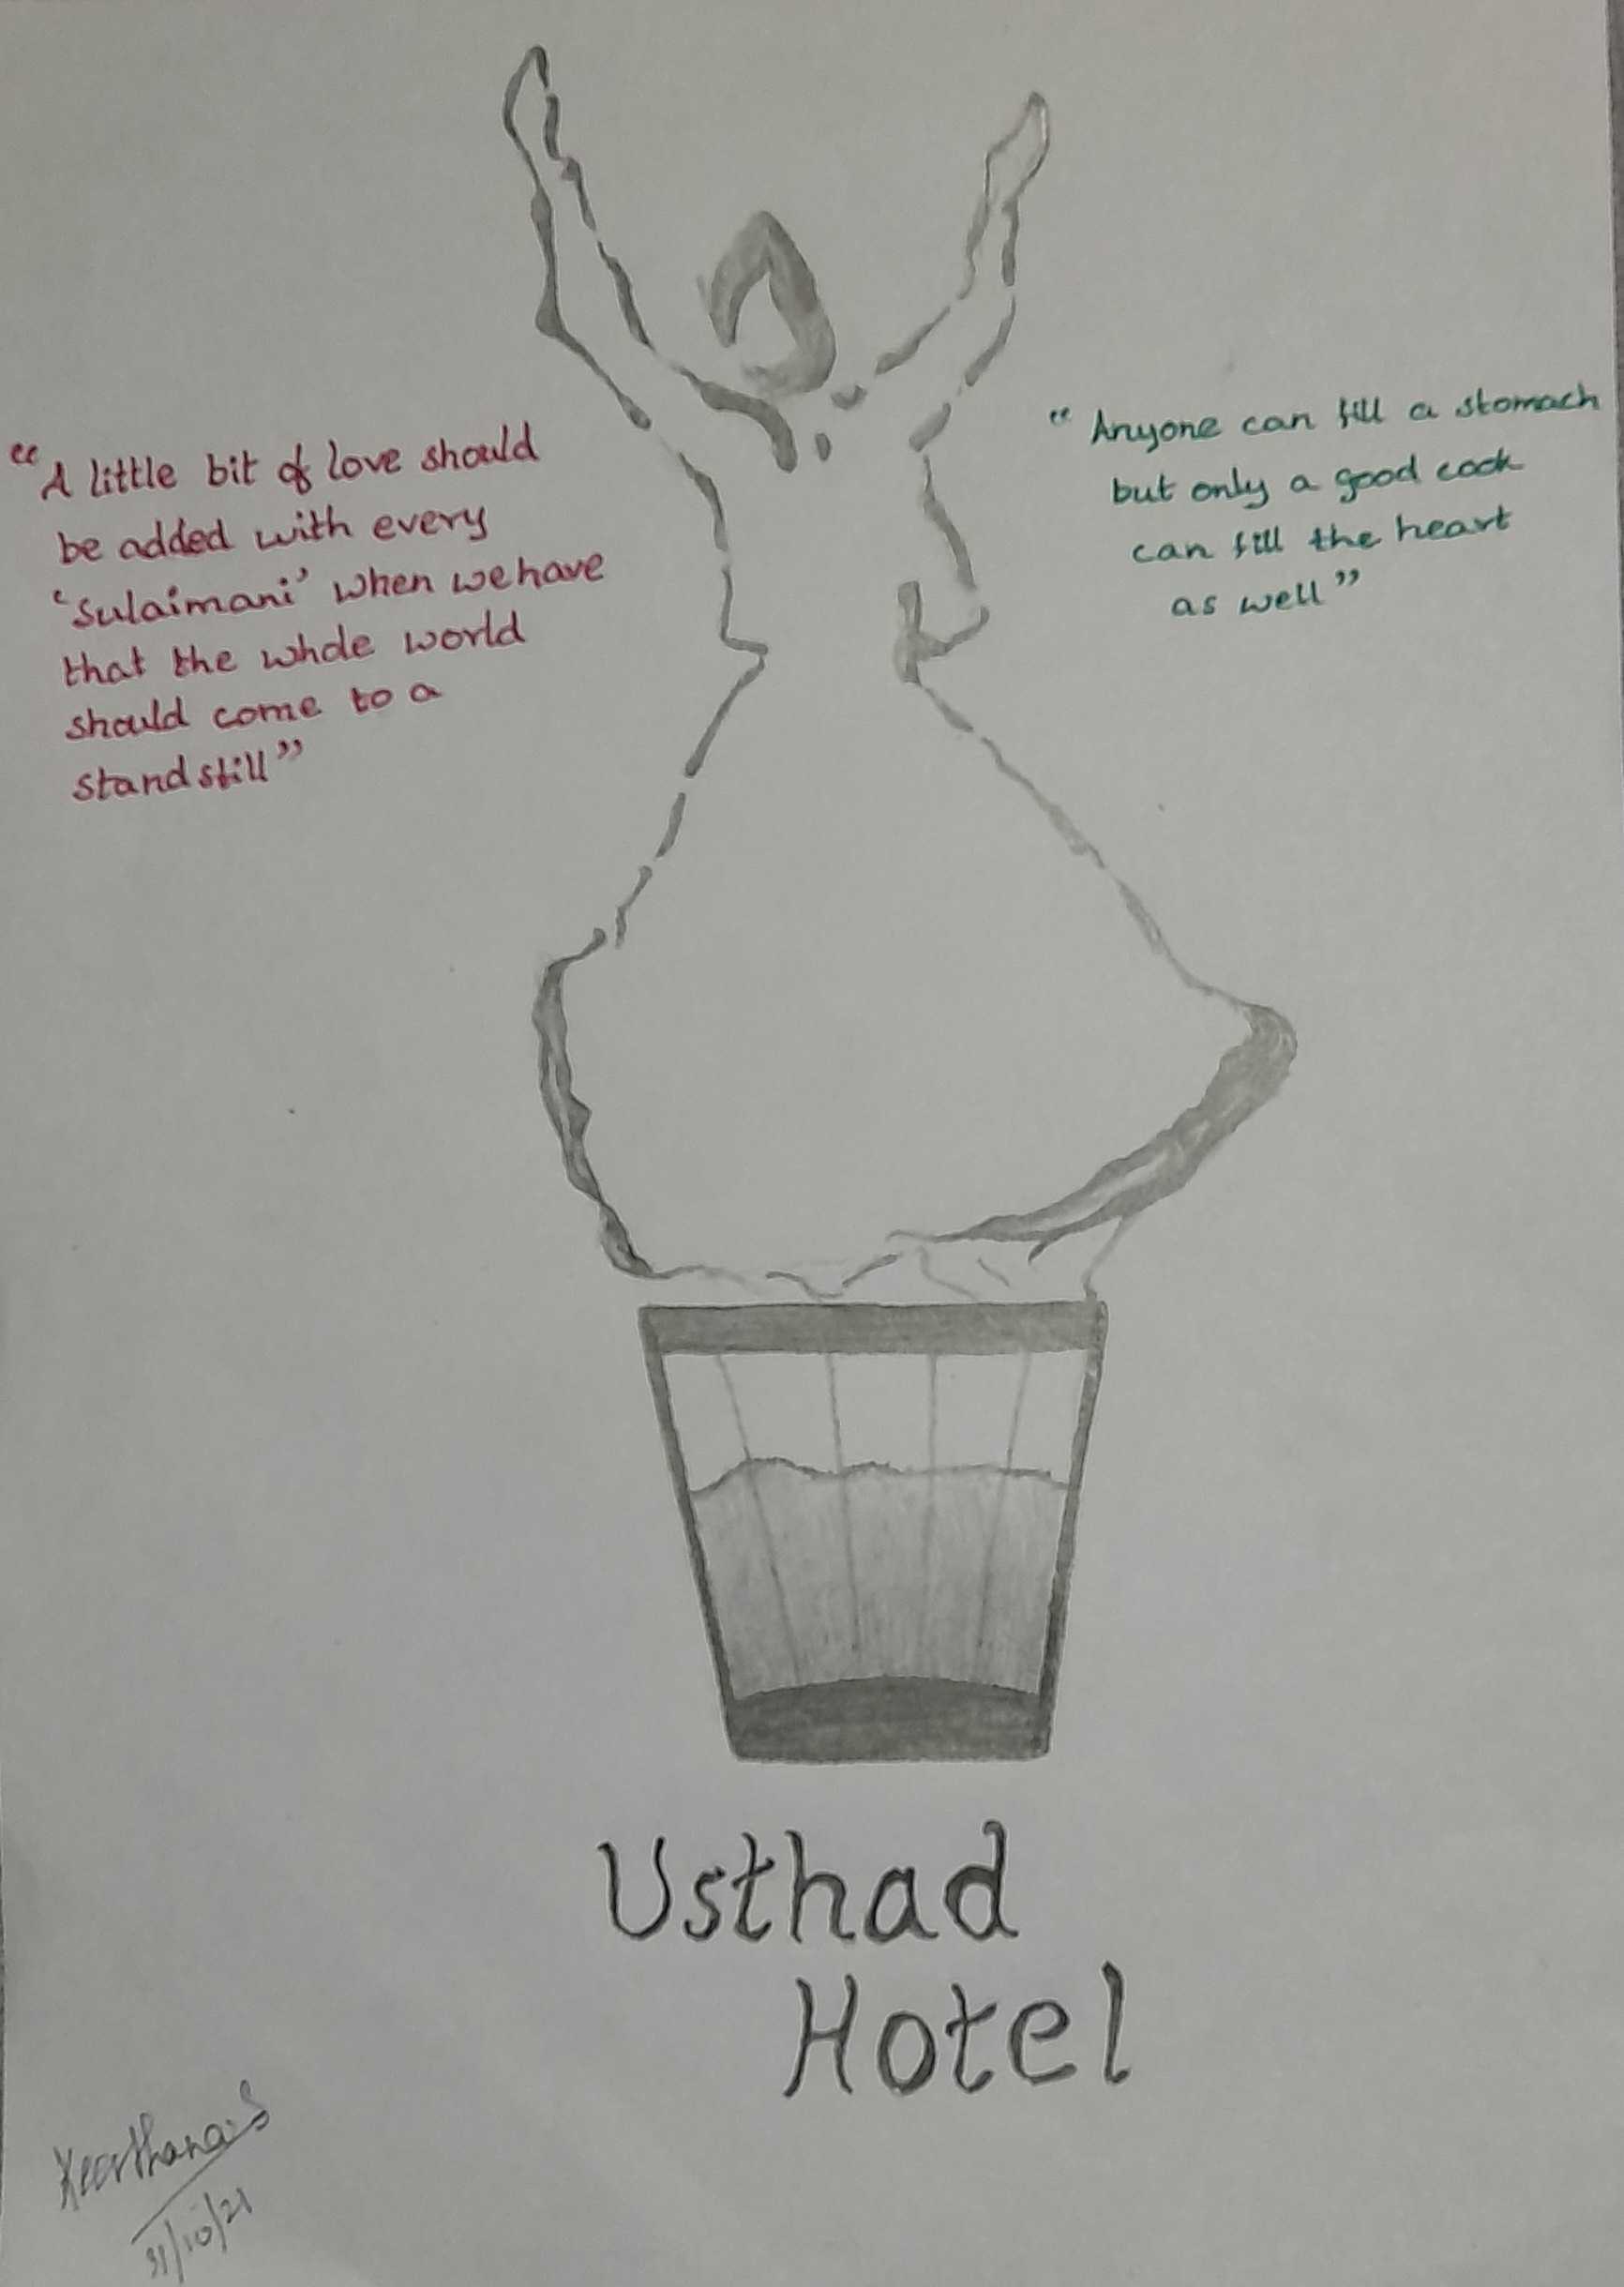 “A little bit of love should
be added with every
‘Sulaimani’ when we have
that the whole world
should come to a
stand still”
“ Anyone can fill a stomach
but only a good cook
can fill the heart
as well”
Usthad
Hotel
Keerthana.S
31/10/21